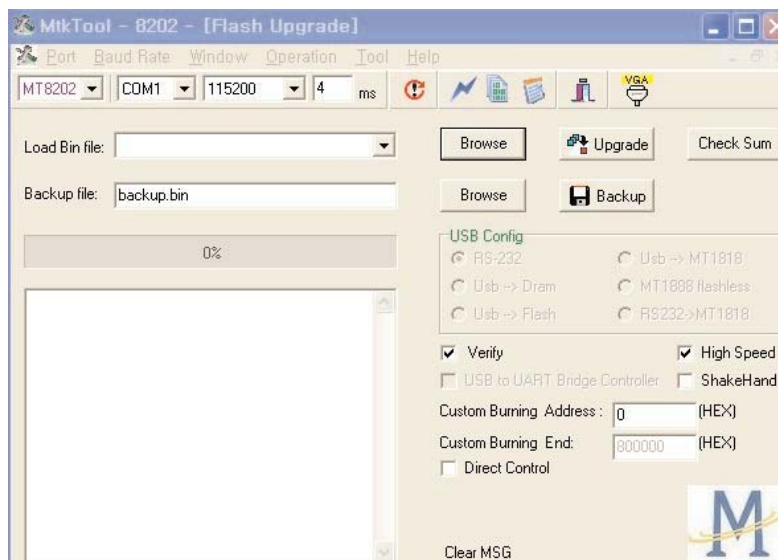 MtkTool - 8202 - [Flash Upgrade]
Port Baud Rate Window Operation Tool Help
MT8202 COM1 115200 4 ms VGA
Load Bin file: Browse Upgrade Check Sum
Backup file: backup.bin Browse Backup
0%
USB Config
RS-232 Usb --> MT1818
Usb --> Dram MT1888 flashless
Usb --> Flash RS232->MT1818
Verify High Speed
USB to UART Bridge Controller ShakeHand
Custom Burning Address : 0 (HEX)
Custom Burning End: 800000 (HEX)
Direct Control
M
Clear MSG